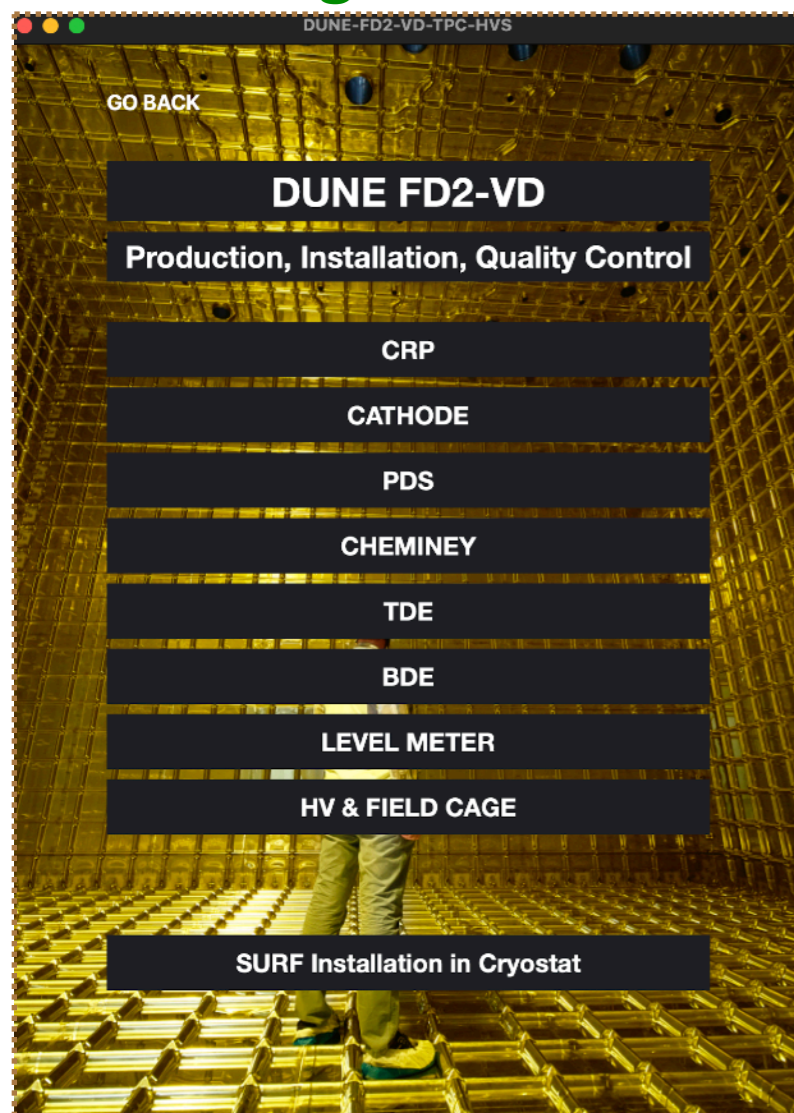 DUNE-FD2-VD-TPC-HVS
GO BACK
DUNE FD2-VD
Production, Installation, Quality Control
CRP
CATHODE
PDS
CHEMINEY
TDE
BDE
LEVEL METER
HV & FIELD CAGE
SURF Installation in Cryostat